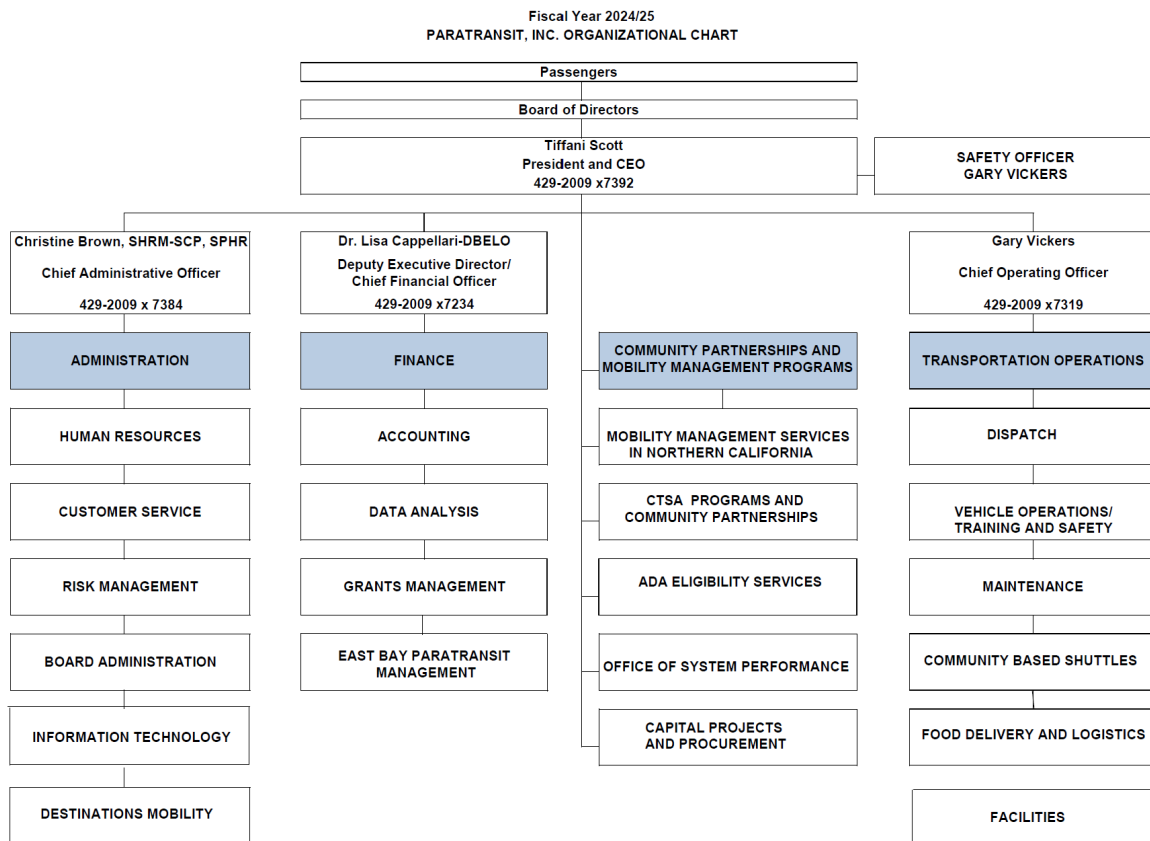 Fiscal Year 2024/25
PARATRANSIT, INC. ORGANIZATIONAL CHART
Passengers
Board of Directors
Tiffani Scott
President and CEO
429-2009 x7392
SAFETY OFFICER
GARY VICKERS
Christine Brown, SHRM-SCP, SPHR
Chief Administrative Officer
429-2009 x 7384
Dr. Lisa Cappellari-DBELO
Deputy Executive Director/
Chief Financial Officer
429-2009 x7234
Gary Vickers
Chief Operating Officer
429-2009 x7319
ADMINISTRATION
HUMAN RESOURCES
CUSTOMER SERVICE
RISK MANAGEMENT
BOARD ADMINISTRATION
INFORMATION TECHNOLOGY
DESTINATIONS MOBILITY
FINANCE
ACCOUNTING
DATA ANALYSIS
GRANTS MANAGEMENT
EAST BAY PARATRANSIT
MANAGEMENT
COMMUNITY PARTNERSHIPS AND
MOBILITY MANAGEMENT PROGRAMS
MOBILITY MANAGEMENT SERVICES
IN NORTHERN CALIFORNIA
CTSA PROGRAMS AND
COMMUNITY PARTNERSHIPS
ADA ELIGIBILITY SERVICES
OFFICE OF SYSTEM PERFORMANCE
CAPITAL PROJECTS
AND PROCUREMENT
TRANSPORTATION OPERATIONS
DISPATCH
VEHICLE OPERATIONS/
TRAINING AND SAFETY
MAINTENANCE
COMMUNITY BASED SHUTTLES
FOOD DELIVERY AND LOGISTICS
FACILITIES